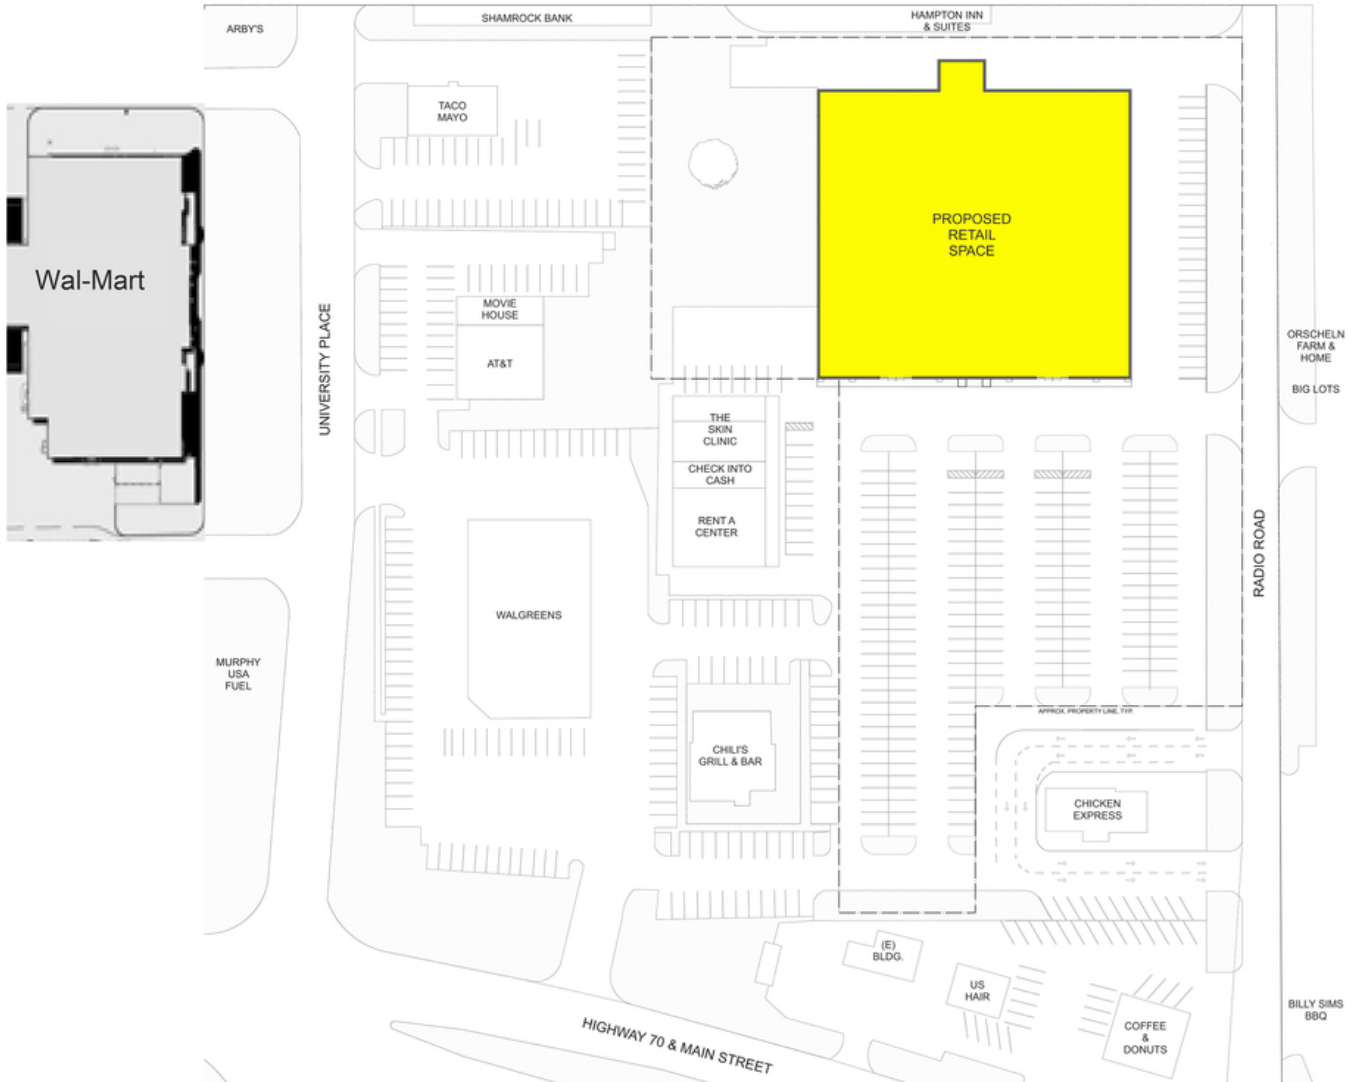 ARBY'S
SHAMROCK BANK
HAMPTON INN
& SUITES
TACO
MAYO
PROPOSED
RETAIL
SPACE
Wal-Mart
UNIVERSITY PLACE
MOVIE
HOUSE
AT&T
ORSCHELN
FARM &
HOME
BIG LOTS
THE
SKIN
CLINIC
CHECK INTO
CASH
RENT A
CENTER
RADIO ROAD
WALGREENS
MURPHY
USA
FUEL
APPROX. PROPERTY LINE, TYP.
CHILI'S
GRILL & BAR
CHICKEN
EXPRESS
(E)
BLDG.
US
HAIR
COFFEE
&
DONUTS
BILLY SIMS
BBQ
HIGHWAY 70 & MAIN STREET